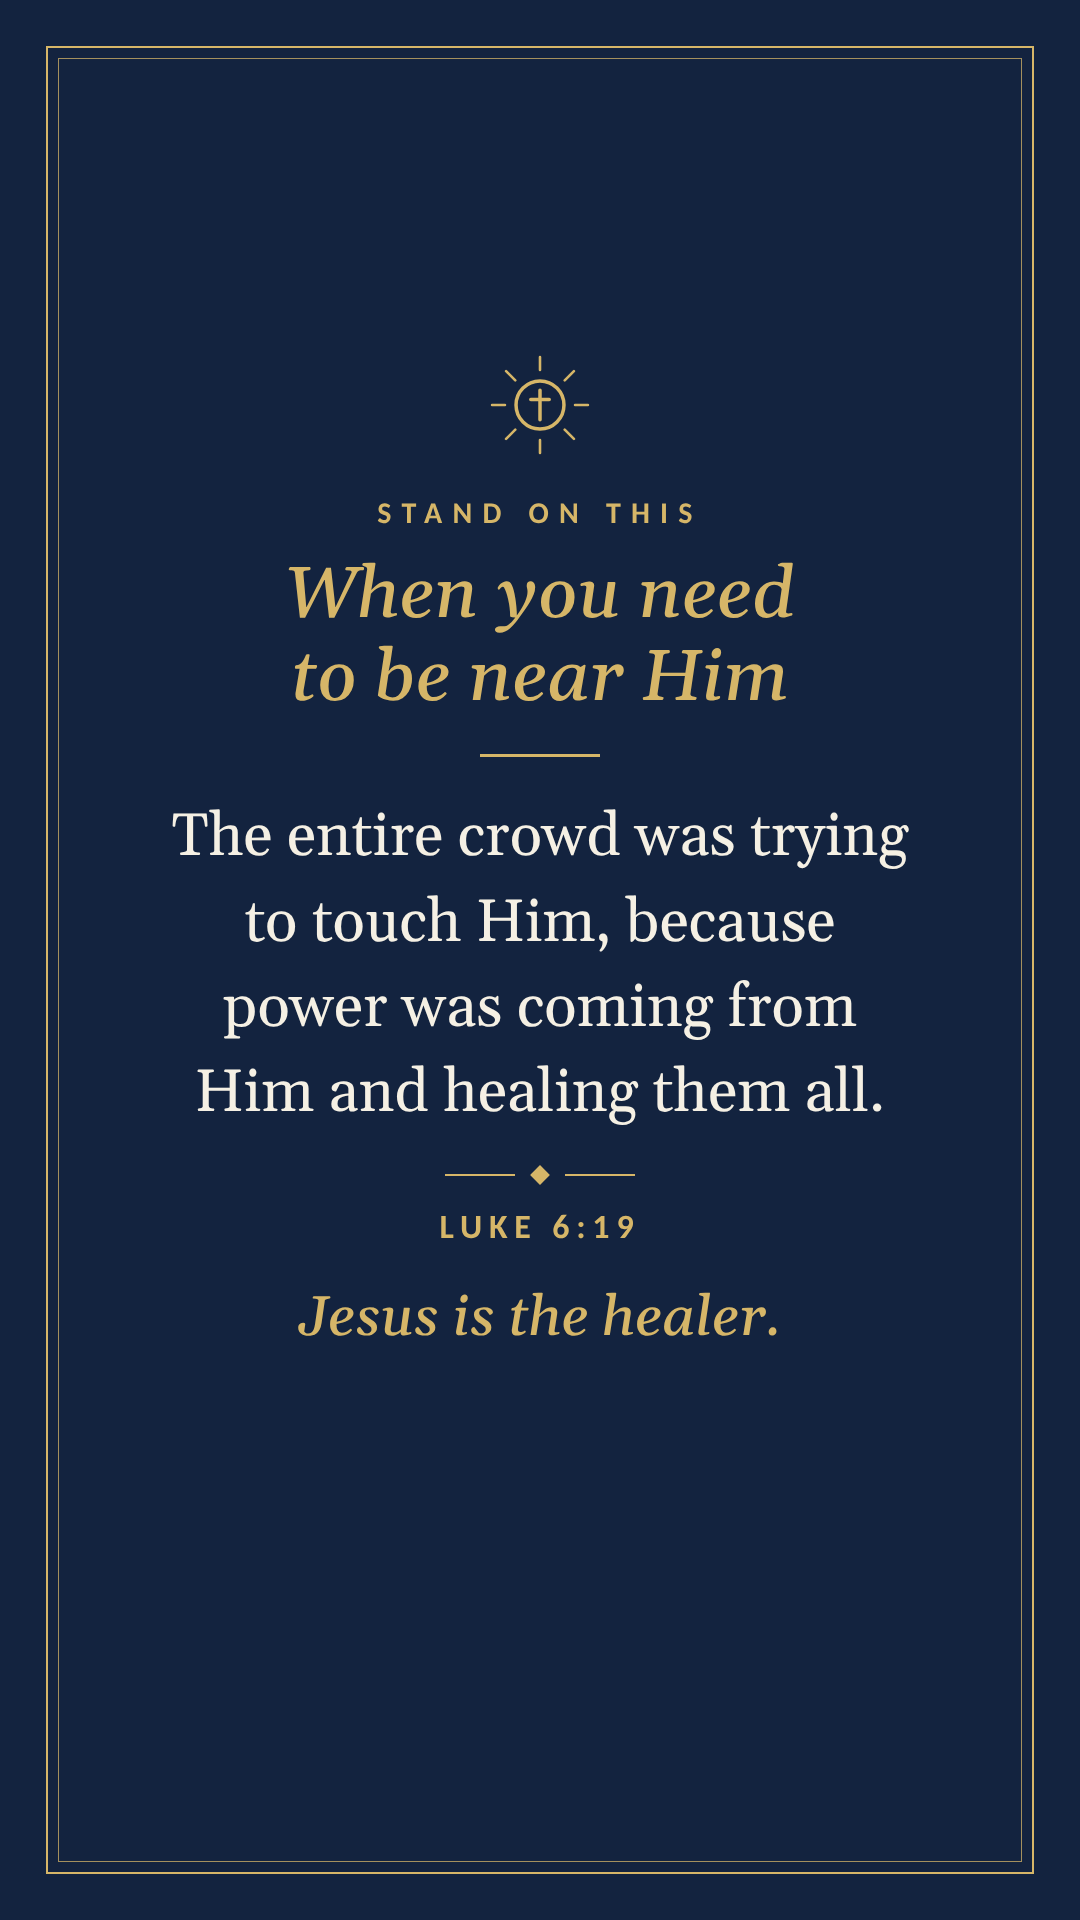 STAND ON THIS
When you need
to be near Him
The entire crowd was trying
to touch Him, because
power was coming from
Him and healing them all.
LUKE 6:19
Jesus is the healer.